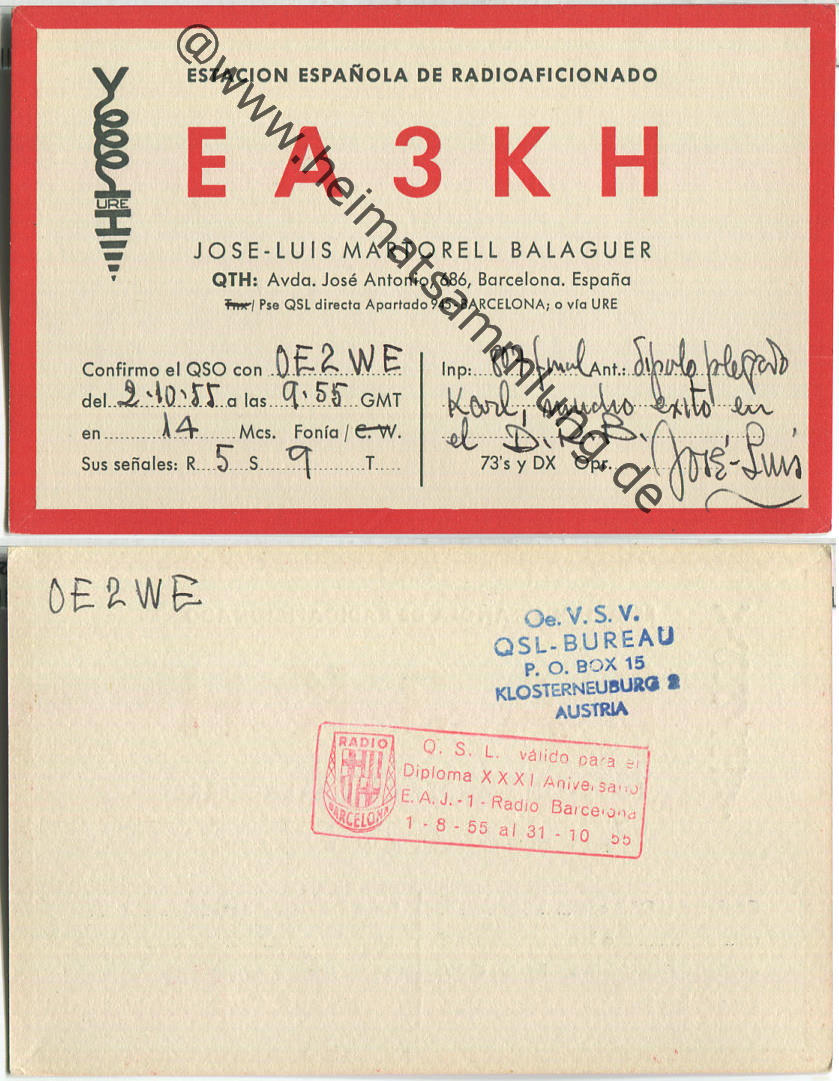 ESTACION ESPAÑOLA DE RADIOAFICIONADO
EA3KH
URE
JOSE-LUIS MARTORELL BALAGUER
QTH: Avda. José Antonio, 686, Barcelona. España
Tnx / Pse QSL directa Apartado 945-BARCELONA; o vía URE
Confirmo el QSO con OE2WE
del 2·10·55 a las 9·55 GMT
en 14 Mcs. Fonía / C. W.
Sus señales: R 5 S 9 T
Inp: Ant.: dipolo plegado
Karl, mucho exito en
el D.R.B.
73's y DX Opr. José-Luis
@www.heimatsammlung.de
OE2WE
Oe. V. S. V.
QSL-BUREAU
P. O. BOX 15
KLOSTERNEUBURG 2
AUSTRIA
RADIO
BARCELONA
Q. S. L. válido para el
Diploma XXXI Aniversario
E. A. J. - 1 - Radio Barcelona
1 - 8 - 55 al 31 - 10 55